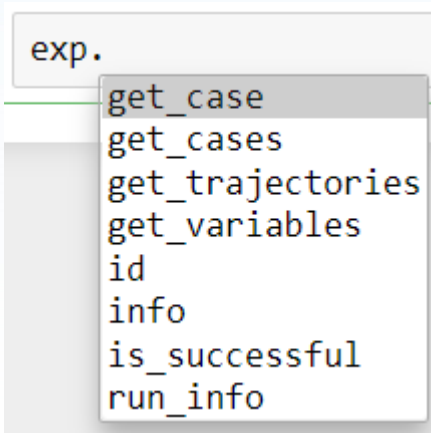 exp.
get_case
get_cases
get_trajectories
get_variables
id
info
is_successful
run_info